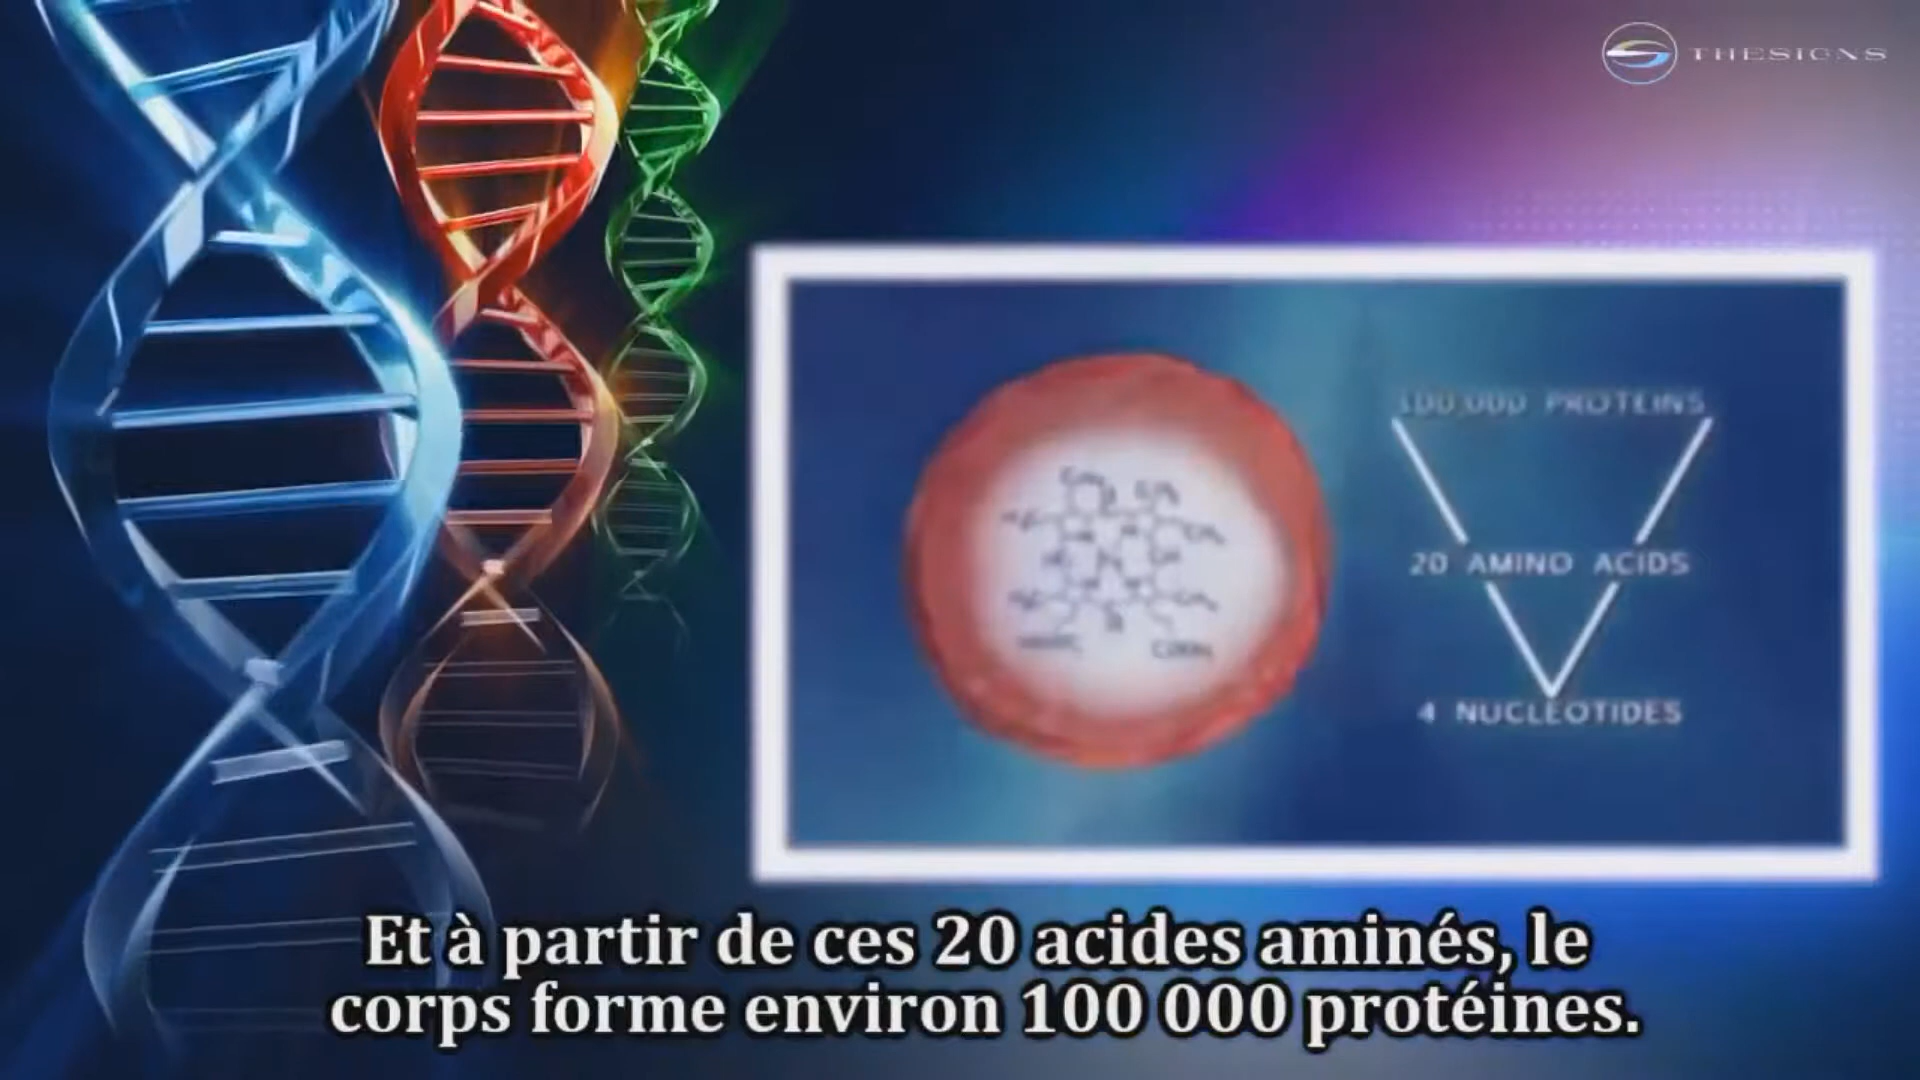 THESIGNS
100,000 PROTEINS
20 AMINO ACIDS
4 NUCLEOTIDES
Et à partir de ces 20 acides aminés, le
corps forme environ 100 000 protéines.